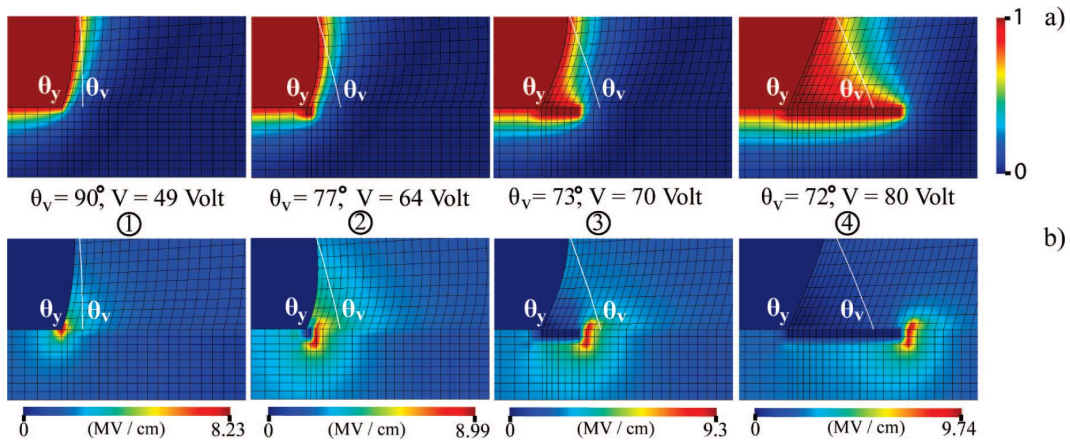 1
a)
θy θv
θy θv
θy θv
θy θv
0
θv = 90°, V = 49 Volt
θv = 77°, V = 64 Volt
θv = 73°, V = 70 Volt
θv = 72°, V = 80 Volt
①
②
③
④
b)
θy θv
θy θv
θy θv
θy θv
0 (MV / cm) 8.23
0 (MV / cm) 8.99
0 (MV / cm) 9.3
0 (MV / cm) 9.74